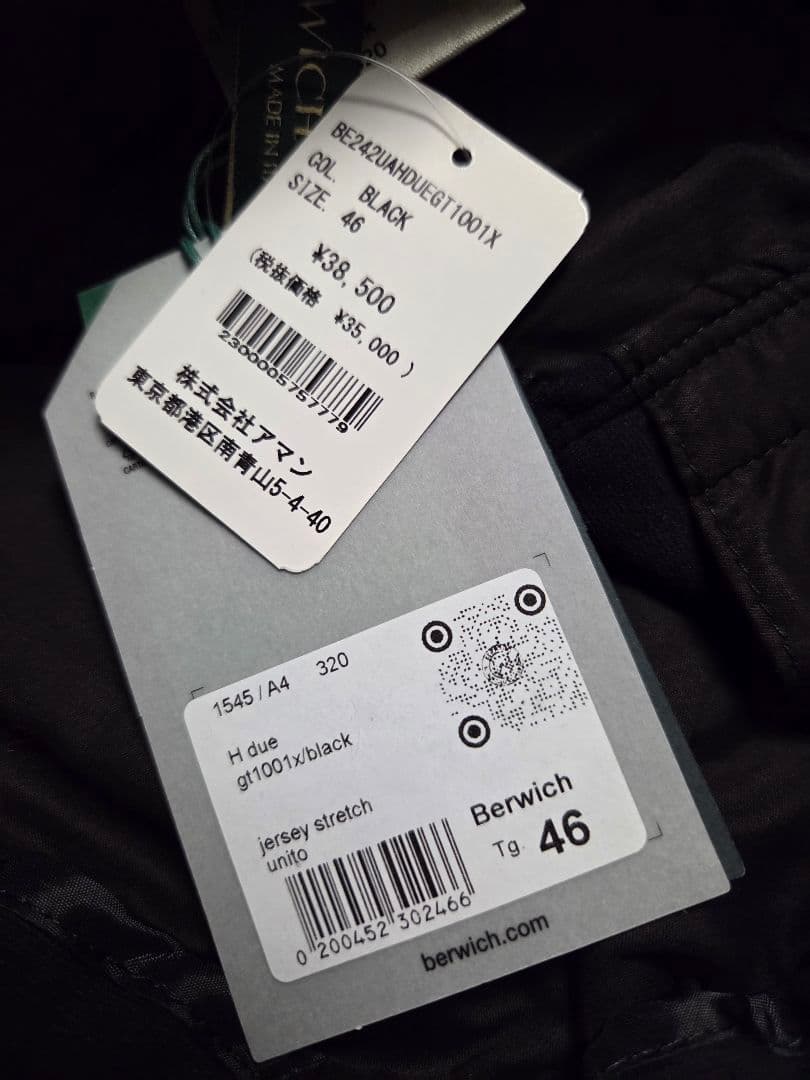 WICH
MADE IN
20
BE242UAHDUEGT1001X
COL. BLACK
SIZE. 46
¥38,500
(税抜価格 ¥35,000)
2300005757779
株式会社アマン
東京都港区南青山5-4-40
1545 / A4 320
H due
gt1001x/black
jersey stretch
unito
Berwich
Tg. 46
0 200452 302466
berwich.com